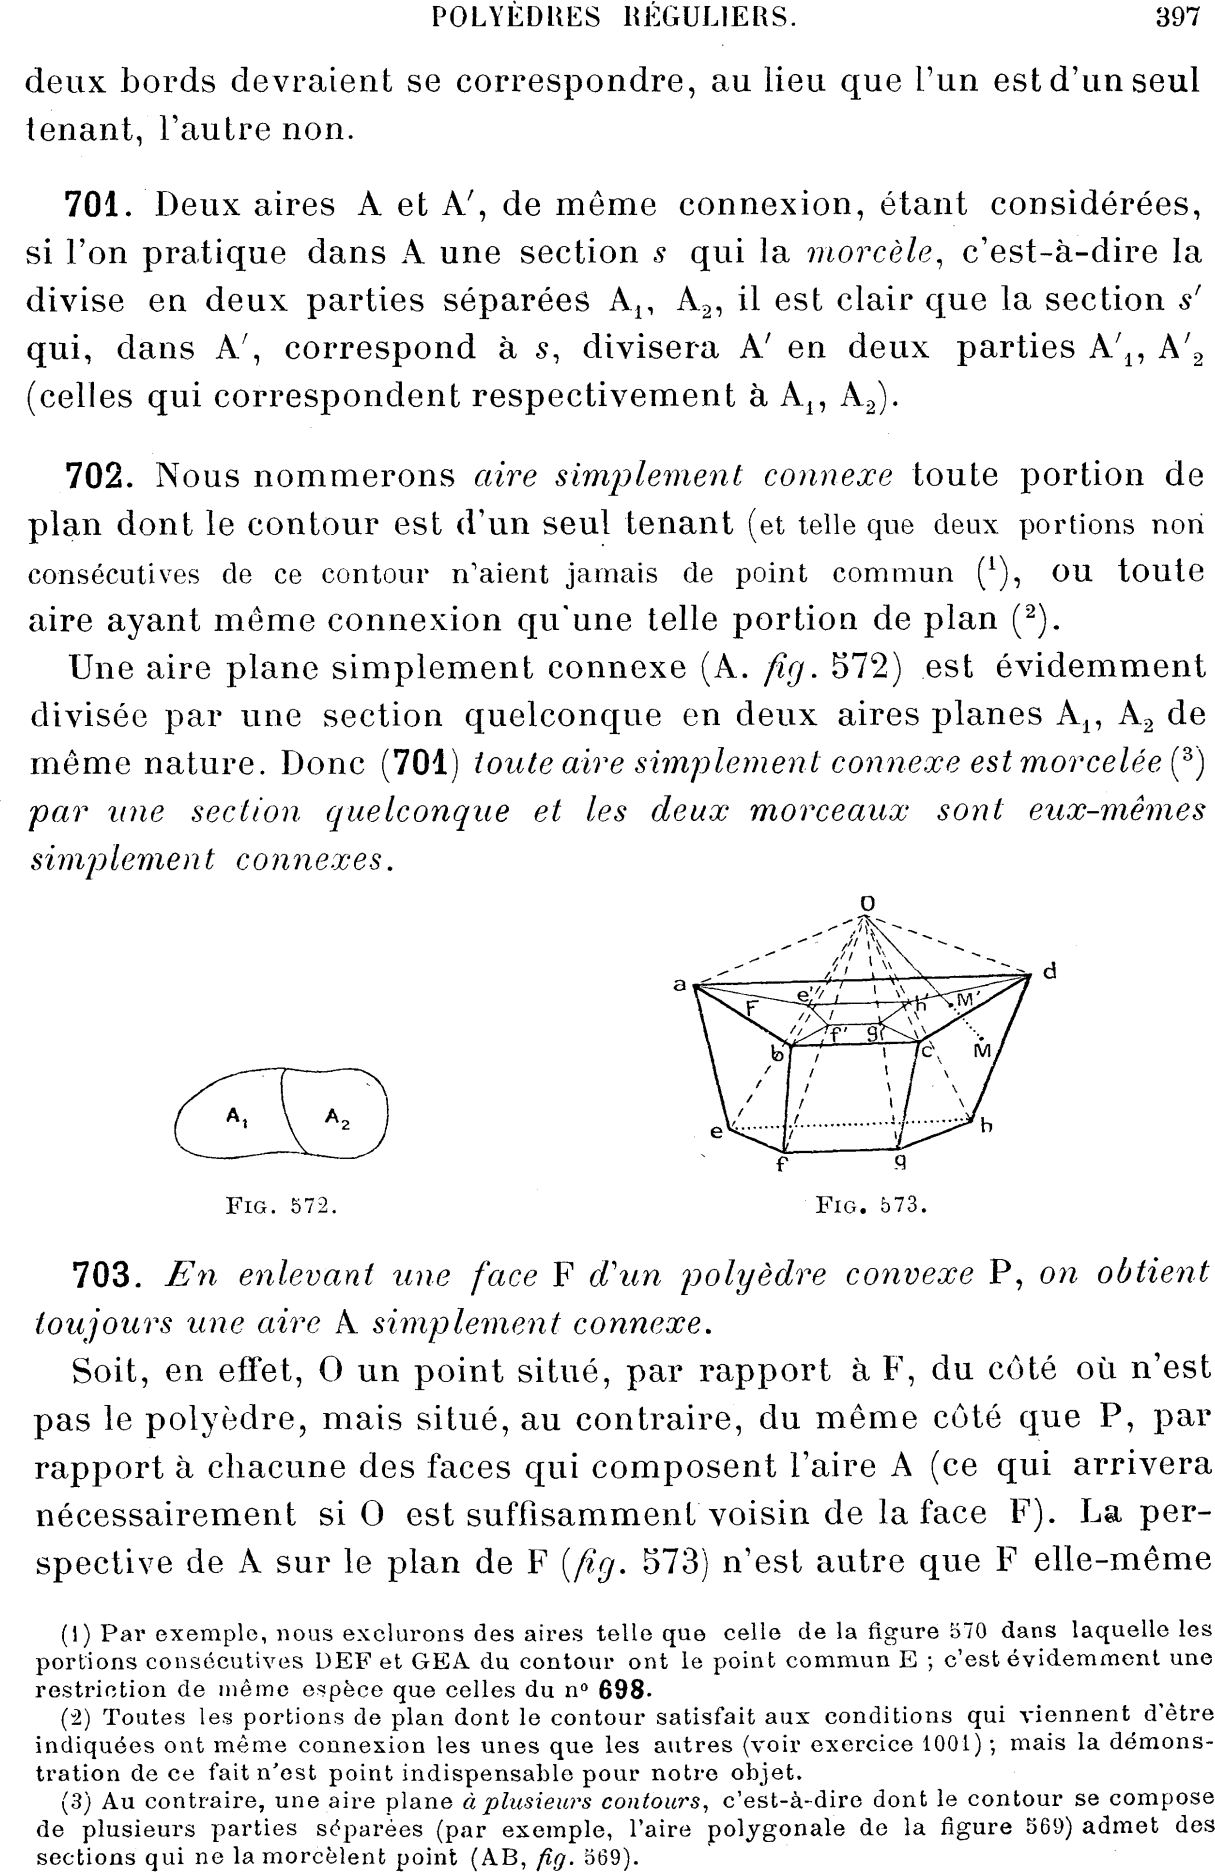 POLYÈDRES RÉGULIERS. 397
deux bords devraient se correspondre, au lieu que l'un est d'un seul
tenant, l'autre non.
701. Deux aires A et A′, de même connexion, étant considérées,
si l'on pratique dans A une section s qui la morcèle, c'est-à-dire la
divise en deux parties séparées A₁, A₂, il est clair que la section s′
qui, dans A′, correspond à s, divisera A′ en deux parties A′₁, A′₂
(celles qui correspondent respectivement à A₁, A₂).
702. Nous nommerons aire simplement connexe toute portion de
plan dont le contour est d'un seul tenant (et telle que deux portions non
consécutives de ce contour n'aient jamais de point commun (¹), ou toute
aire ayant même connexion qu'une telle portion de plan (²).
Une aire plane simplement connexe (A. fig. 572) est évidemment
divisée par une section quelconque en deux aires planes A₁, A₂ de
même nature. Donc (701) toute aire simplement connexe est morcelée (³)
par une section quelconque et les deux morceaux sont eux-mêmes
simplement connexes.
O
a
d
e′
h′
M′
F
f′
g′
b
c
M
A₁
A₂
e
h
f
g
FIG. 572.
FIG. 573.
703. En enlevant une face F d'un polyèdre convexe P, on obtient
toujours une aire A simplement connexe.
Soit, en effet, O un point situé, par rapport à F, du côté où n'est
pas le polyèdre, mais situé, au contraire, du même côté que P, par
rapport à chacune des faces qui composent l'aire A (ce qui arrivera
nécessairement si O est suffisamment voisin de la face F). La per-
spective de A sur le plan de F (fig. 573) n'est autre que F elle-même
(1) Par exemple, nous exclurons des aires telle que celle de la figure 570 dans laquelle les
portions consécutives DEF et GEA du contour ont le point commun E ; c'est évidemment une
restriction de même espèce que celles du nº 698.
(2) Toutes les portions de plan dont le contour satisfait aux conditions qui viennent d'être
indiquées ont même connexion les unes que les autres (voir exercice 1001) ; mais la démons-
tration de ce fait n'est point indispensable pour notre objet.
(3) Au contraire, une aire plane à plusieurs contours, c'est-à-dire dont le contour se compose
de plusieurs parties séparées (par exemple, l'aire polygonale de la figure 569) admet des
sections qui ne la morcèlent point (AB, fig. 569).